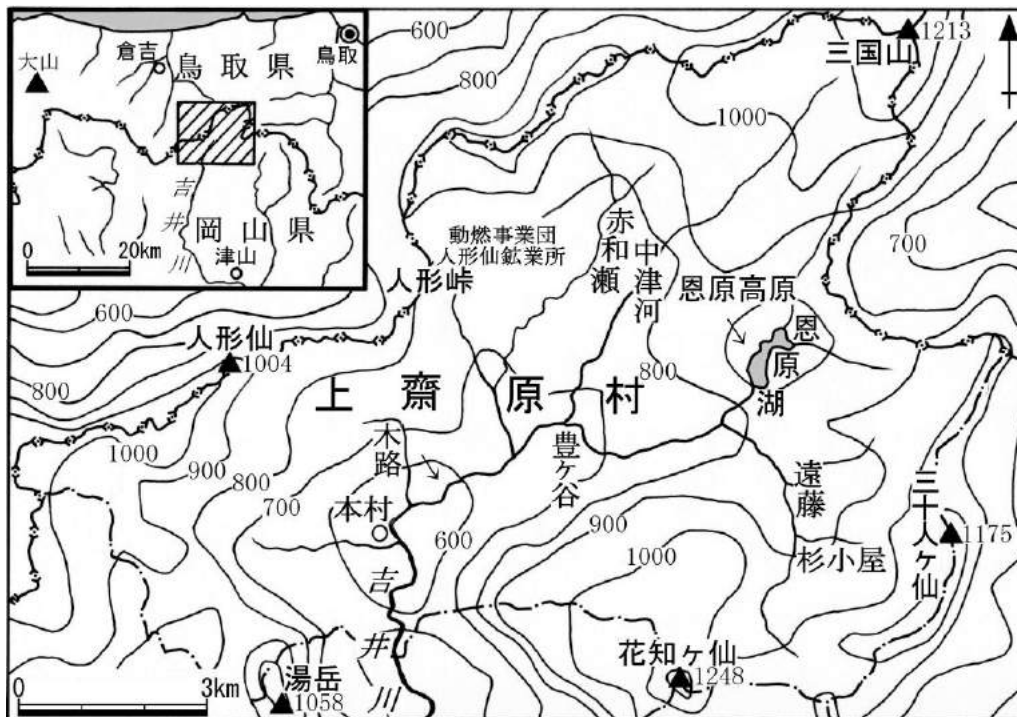 倉吉
鳥取県
鳥取
大山
吉井川
岡山県
津山
0 20km
600
800
1213
三国山
1000
700
動燃事業団
人形仙鉱業所
赤和瀬
中津河
恩原高原
恩原湖
人形峠
600
人形仙
1004
800
上齋原村
800
木路
豊ヶ谷
遠藤
1000
900
800
700
本村
600
900
1000
杉小屋
三十人ヶ仙
1175
吉井川
花知ヶ仙
1248
湯岳
1058
0 3km